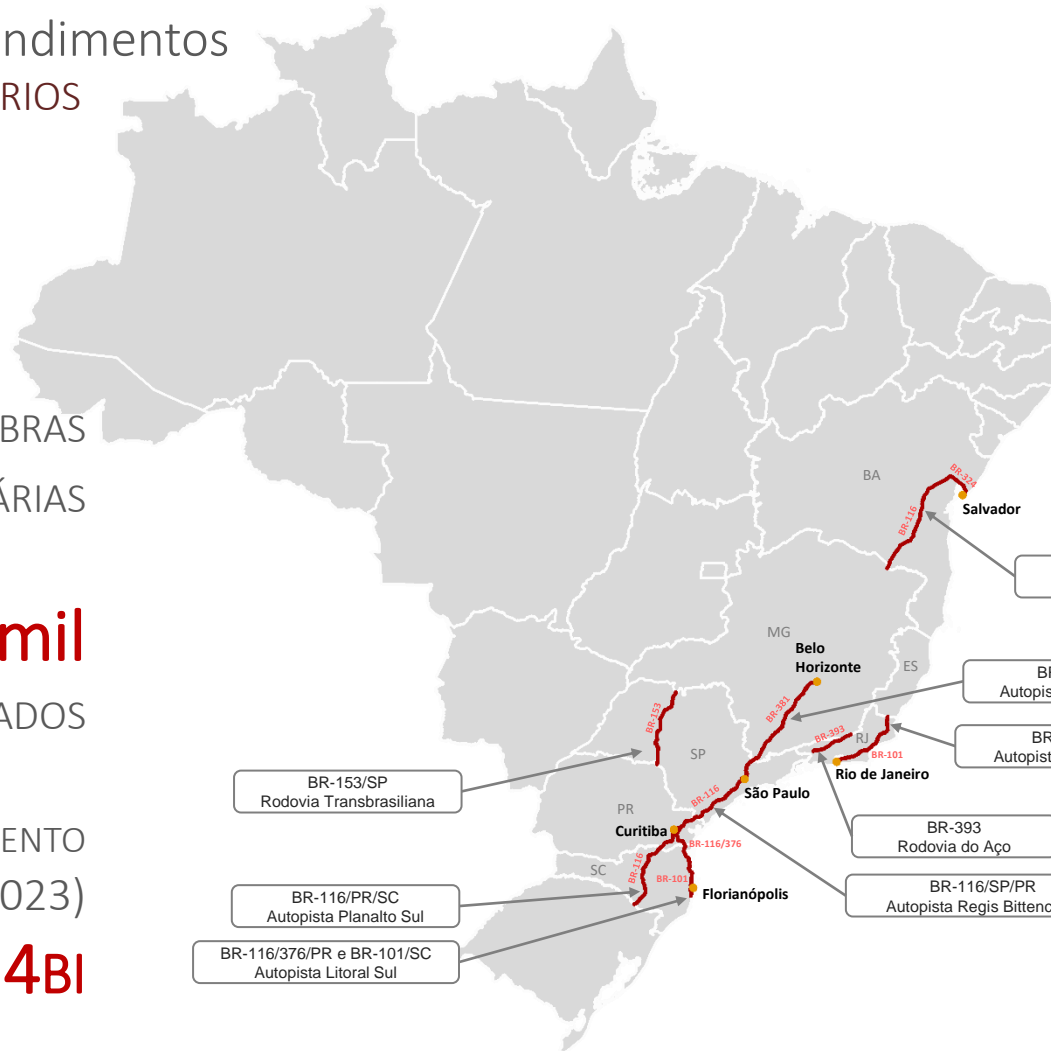 ndimentos
RIOS
BRAS
ÁRIAS
mil
ADOS
ENTO
023)
4BI
BA
BR-324
BR-116
Salvador
MG
Belo
Horizonte
ES
BR
Autopis
BR-381
BR-153
SP
BR-393
RJ
BR-101
Rio de Janeiro
BR
Autopist
BR-153/SP
Rodovia Transbrasiliana
São Paulo
BR-116
PR
Curitiba
BR-116/376
BR-393
Rodovia do Aço
SC
BR-116
BR-101
Florianópolis
BR-116/PR/SC
Autopista Planalto Sul
BR-116/SP/PR
Autopista Regis Bittenc
BR-116/376/PR e BR-101/SC
Autopista Litoral Sul